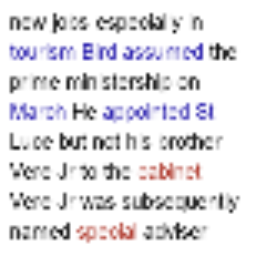 new jobs especially in
tourism Bird assumed the
prime ministership on
March He appointed St
Luce but not his brother
Vere Jr to the cabinet
Vere Jr was subsequently
named special adviser